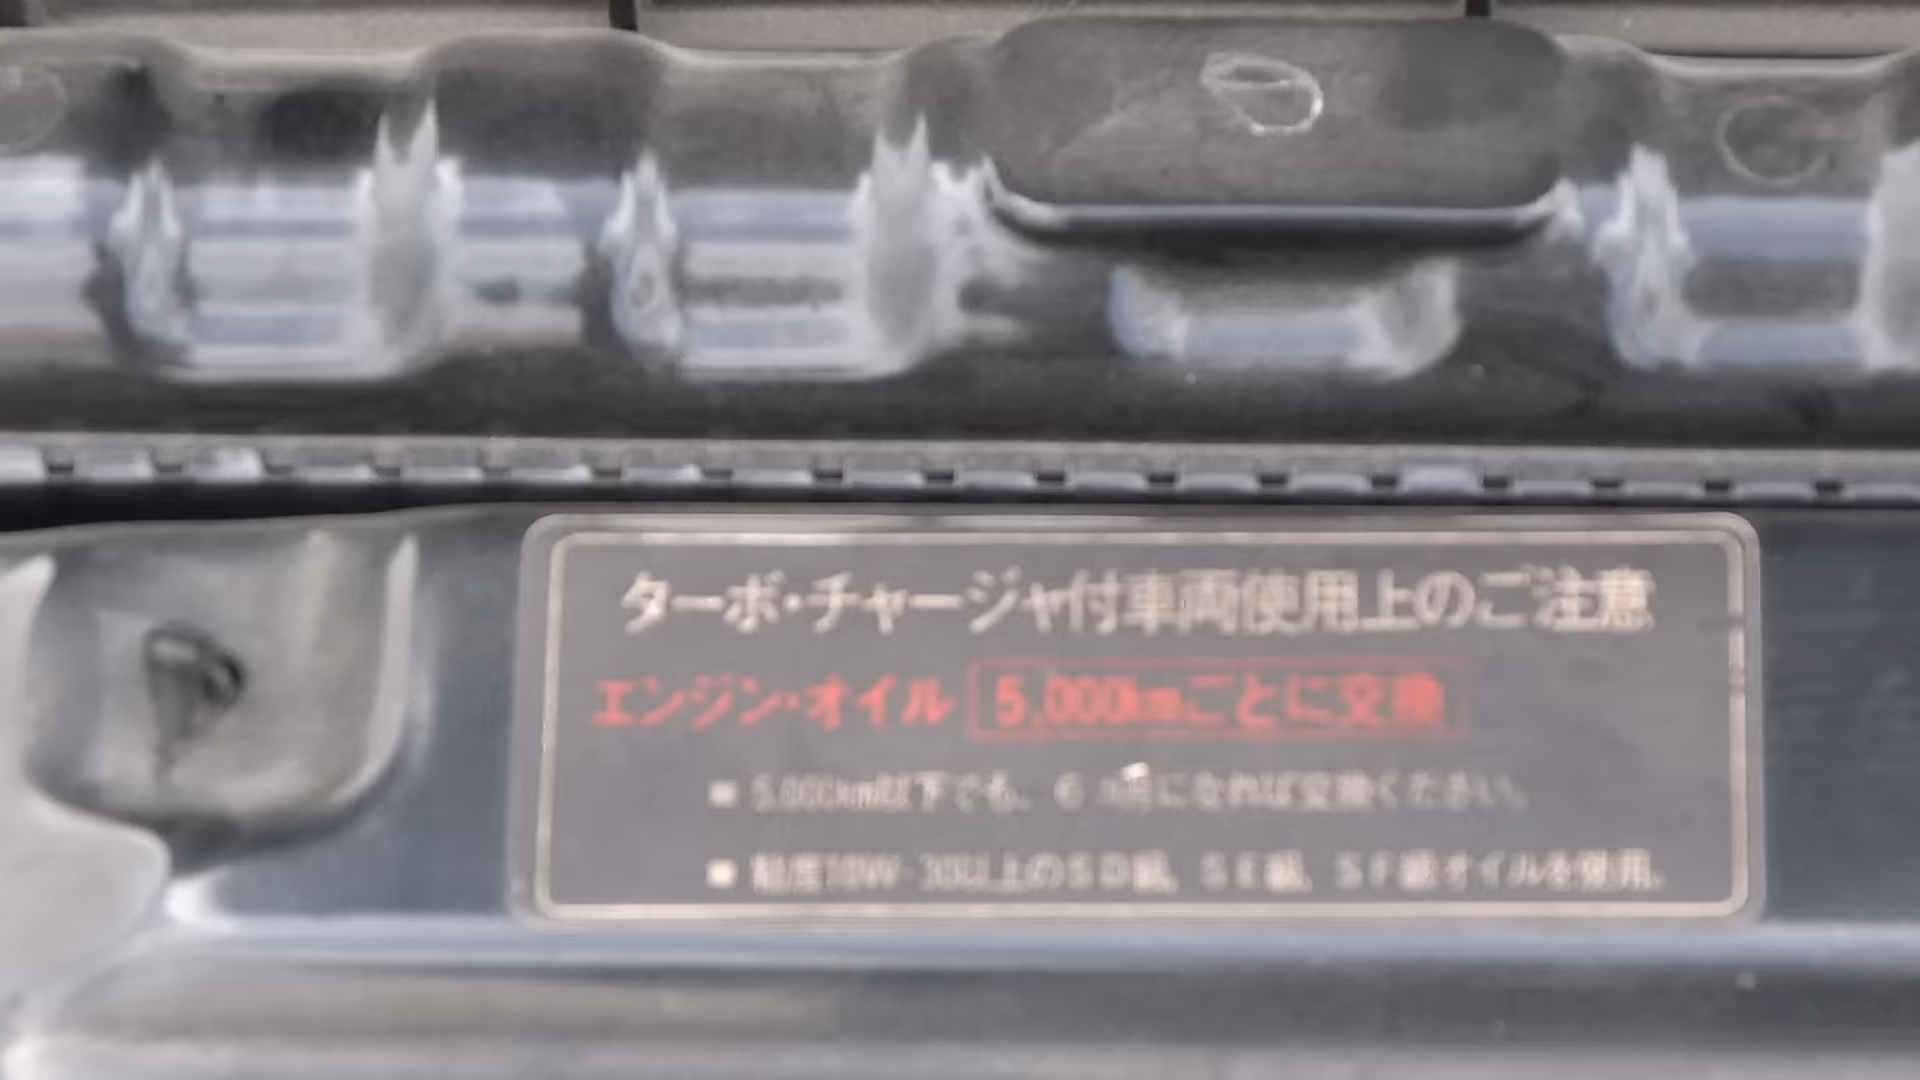 ターボ・チャージャ付車両使用上のご注意
エンジン・オイル 5,000kmごとに交換
■ 5,000km以下でも、6ヵ月になれば交換ください。
■ 粘度10W-30以上のSD級、SE級、SF級オイルを使用。